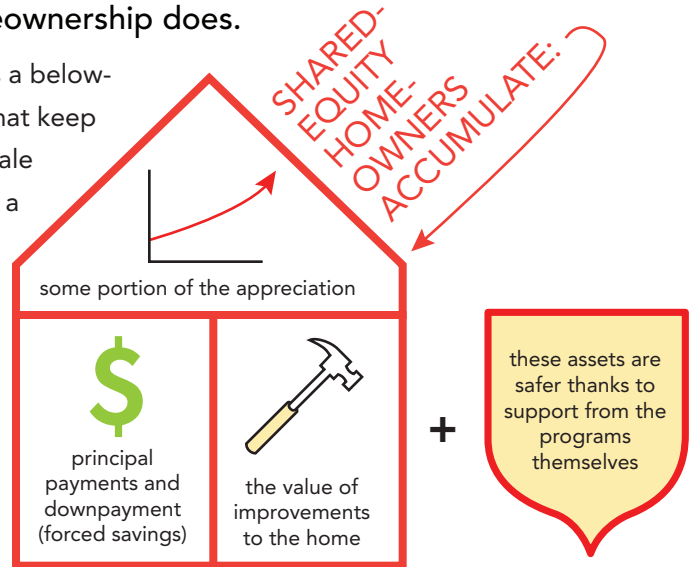 eownership does.
s a below-
hat keep
ale
a
SHARED-
EQUITY
HOME-
OWNERS
ACCUMULATE:
some portion of the appreciation
$
principal
payments and
downpayment
(forced savings)
the value of
improvements
to the home
+
these assets are
safer thanks to
support from the
programs
themselves